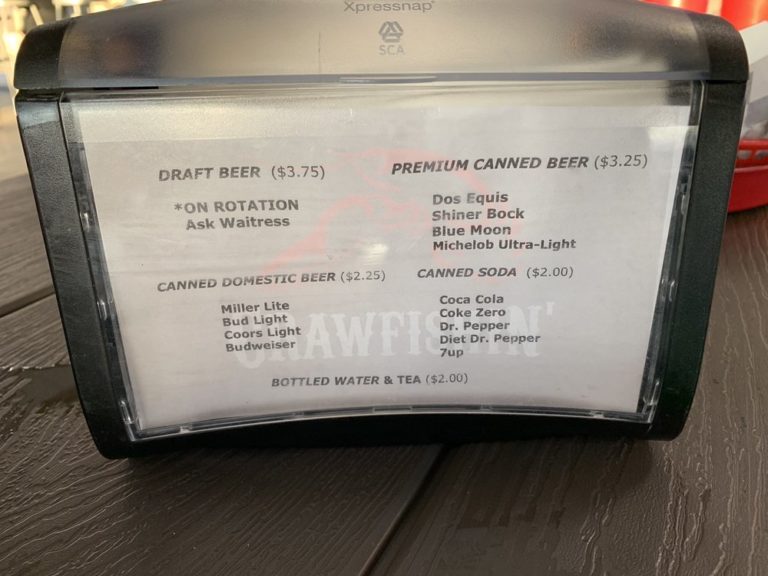 Xpressnap®
SCA
DRAFT BEER ($3.75)
*ON ROTATION
Ask Waitress
PREMIUM CANNED BEER ($3.25)
Dos Equis
Shiner Bock
Blue Moon
Michelob Ultra-Light
CANNED DOMESTIC BEER ($2.25)
Miller Lite
Bud Light
Coors Light
Budweiser
CANNED SODA ($2.00)
Coca Cola
Coke Zero
Dr. Pepper
Diet Dr. Pepper
7up
CRAWFISHIN'
BOTTLED WATER & TEA ($2.00)